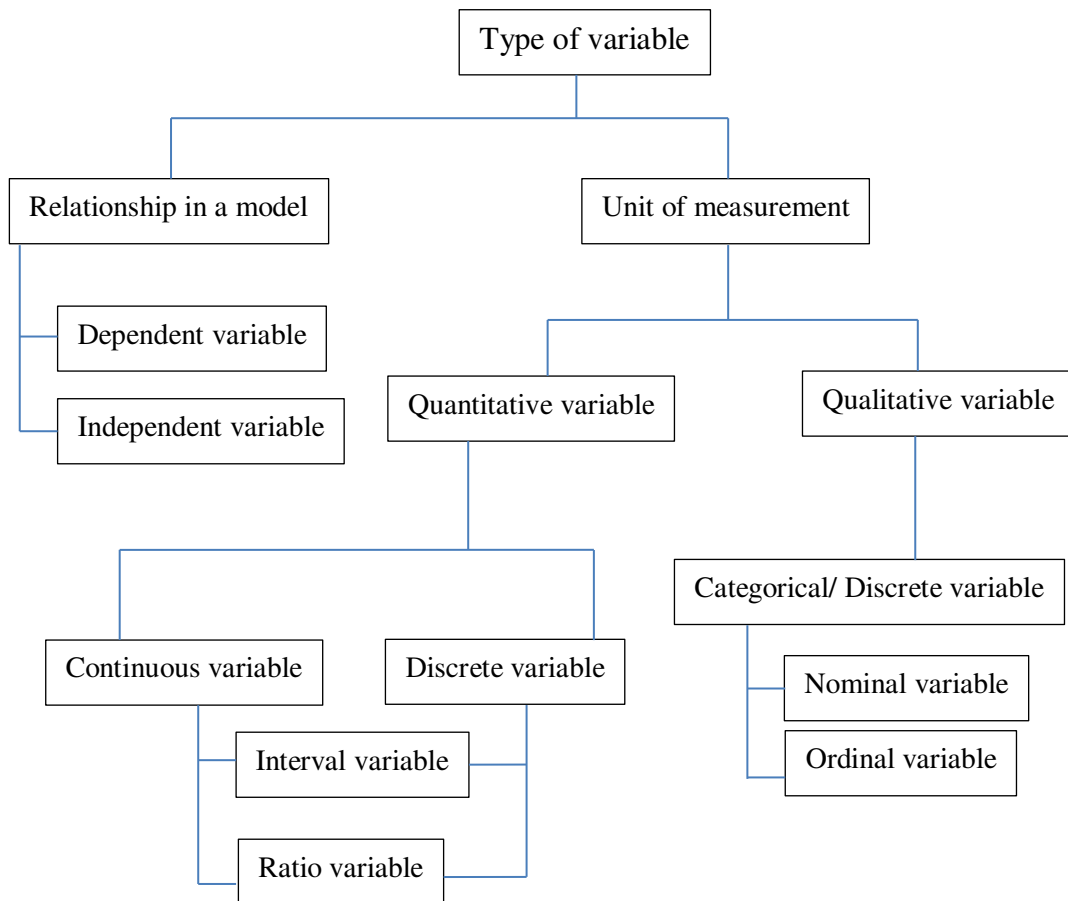 Type of variable
Relationship in a model
Unit of measurement
Dependent variable
Independent variable
Quantitative variable
Qualitative variable
Continuous variable
Discrete variable
Interval variable
Ratio variable
Categorical/ Discrete variable
Nominal variable
Ordinal variable